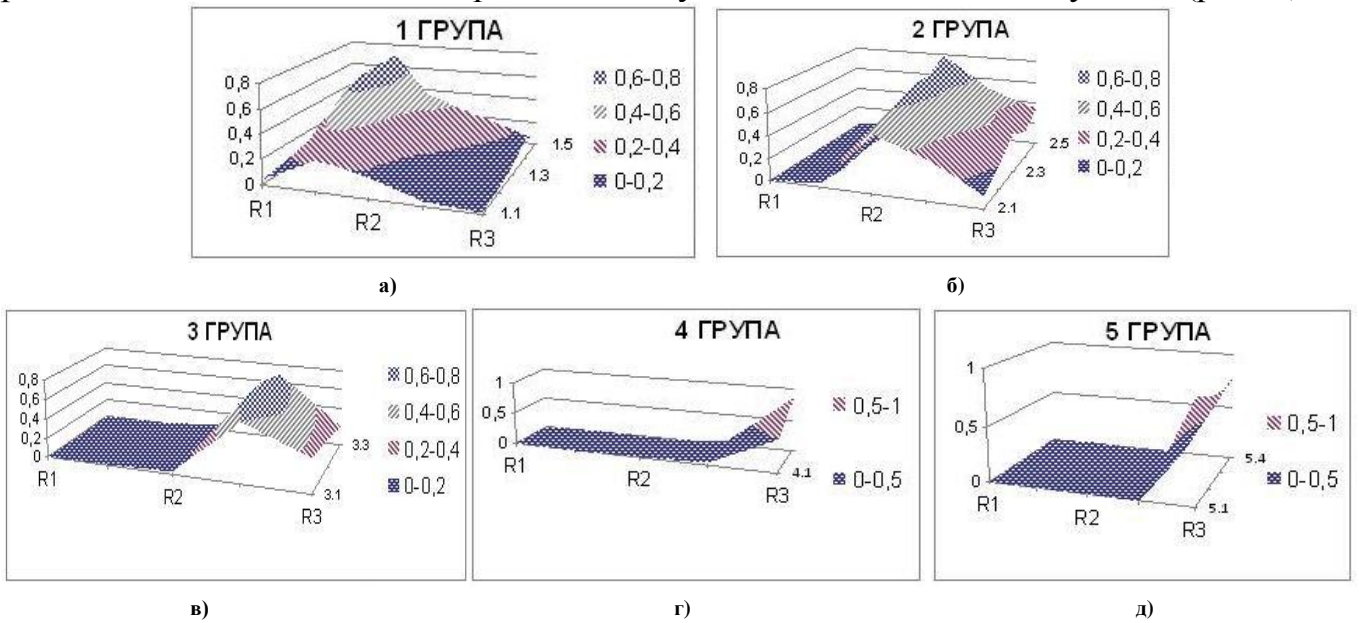 1 ГРУПА
0,8
0,6
0,4
0,2
0
R1
R2
R3
1.1
1.3
1.5
0,6-0,8
0,4-0,6
0,2-0,4
0-0,2
а)
2 ГРУПА
0,8
0,6
0,4
0,2
0
R1
R2
R3
2.1
2.3
2.5
0,6-0,8
0,4-0,6
0,2-0,4
0-0,2
б)
3 ГРУПА
0,8
0,6
0,4
0,2
0
R1
R2
R3
3.1
3.3
0,6-0,8
0,4-0,6
0,2-0,4
0-0,2
в)
4 ГРУПА
1
0,5
0
R1
R2
R3
4.1
0,5-1
0-0,5
г)
5 ГРУПА
1
0,5
0
R1
R2
R3
5.1
5.4
0,5-1
0-0,5
д)